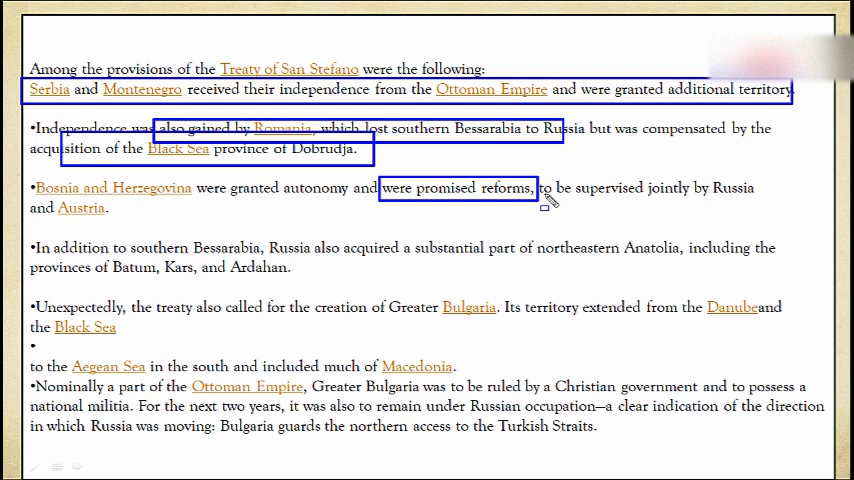 Among the provisions of the Treaty of San Stefano were the following:
Serbia and Montenegro received their independence from the Ottoman Empire and were granted additional territory.
•Independence was also gained by Romania, which lost southern Bessarabia to Russia but was compensated by the
acquisition of the Black Sea province of Dobrudja.
•Bosnia and Herzegovina were granted autonomy and were promised reforms, to be supervised jointly by Russia
and Austria.
•In addition to southern Bessarabia, Russia also acquired a substantial part of northeastern Anatolia, including the
provinces of Batum, Kars, and Ardahan.
•Unexpectedly, the treaty also called for the creation of Greater Bulgaria. Its territory extended from the Danubeand
the Black Sea
•
to the Aegean Sea in the south and included much of Macedonia.
•Nominally a part of the Ottoman Empire, Greater Bulgaria was to be ruled by a Christian government and to possess a
national militia. For the next two years, it was also to remain under Russian occupation—a clear indication of the direction
in which Russia was moving: Bulgaria guards the northern access to the Turkish Straits.